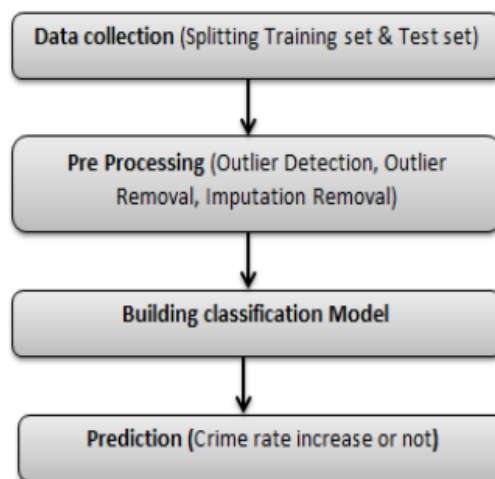 Data collection (Splitting Training set & Test set)
Pre Processing (Outlier Detection, Outlier
Removal, Imputation Removal)
Building classification Model
Prediction (Crime rate increase or not)